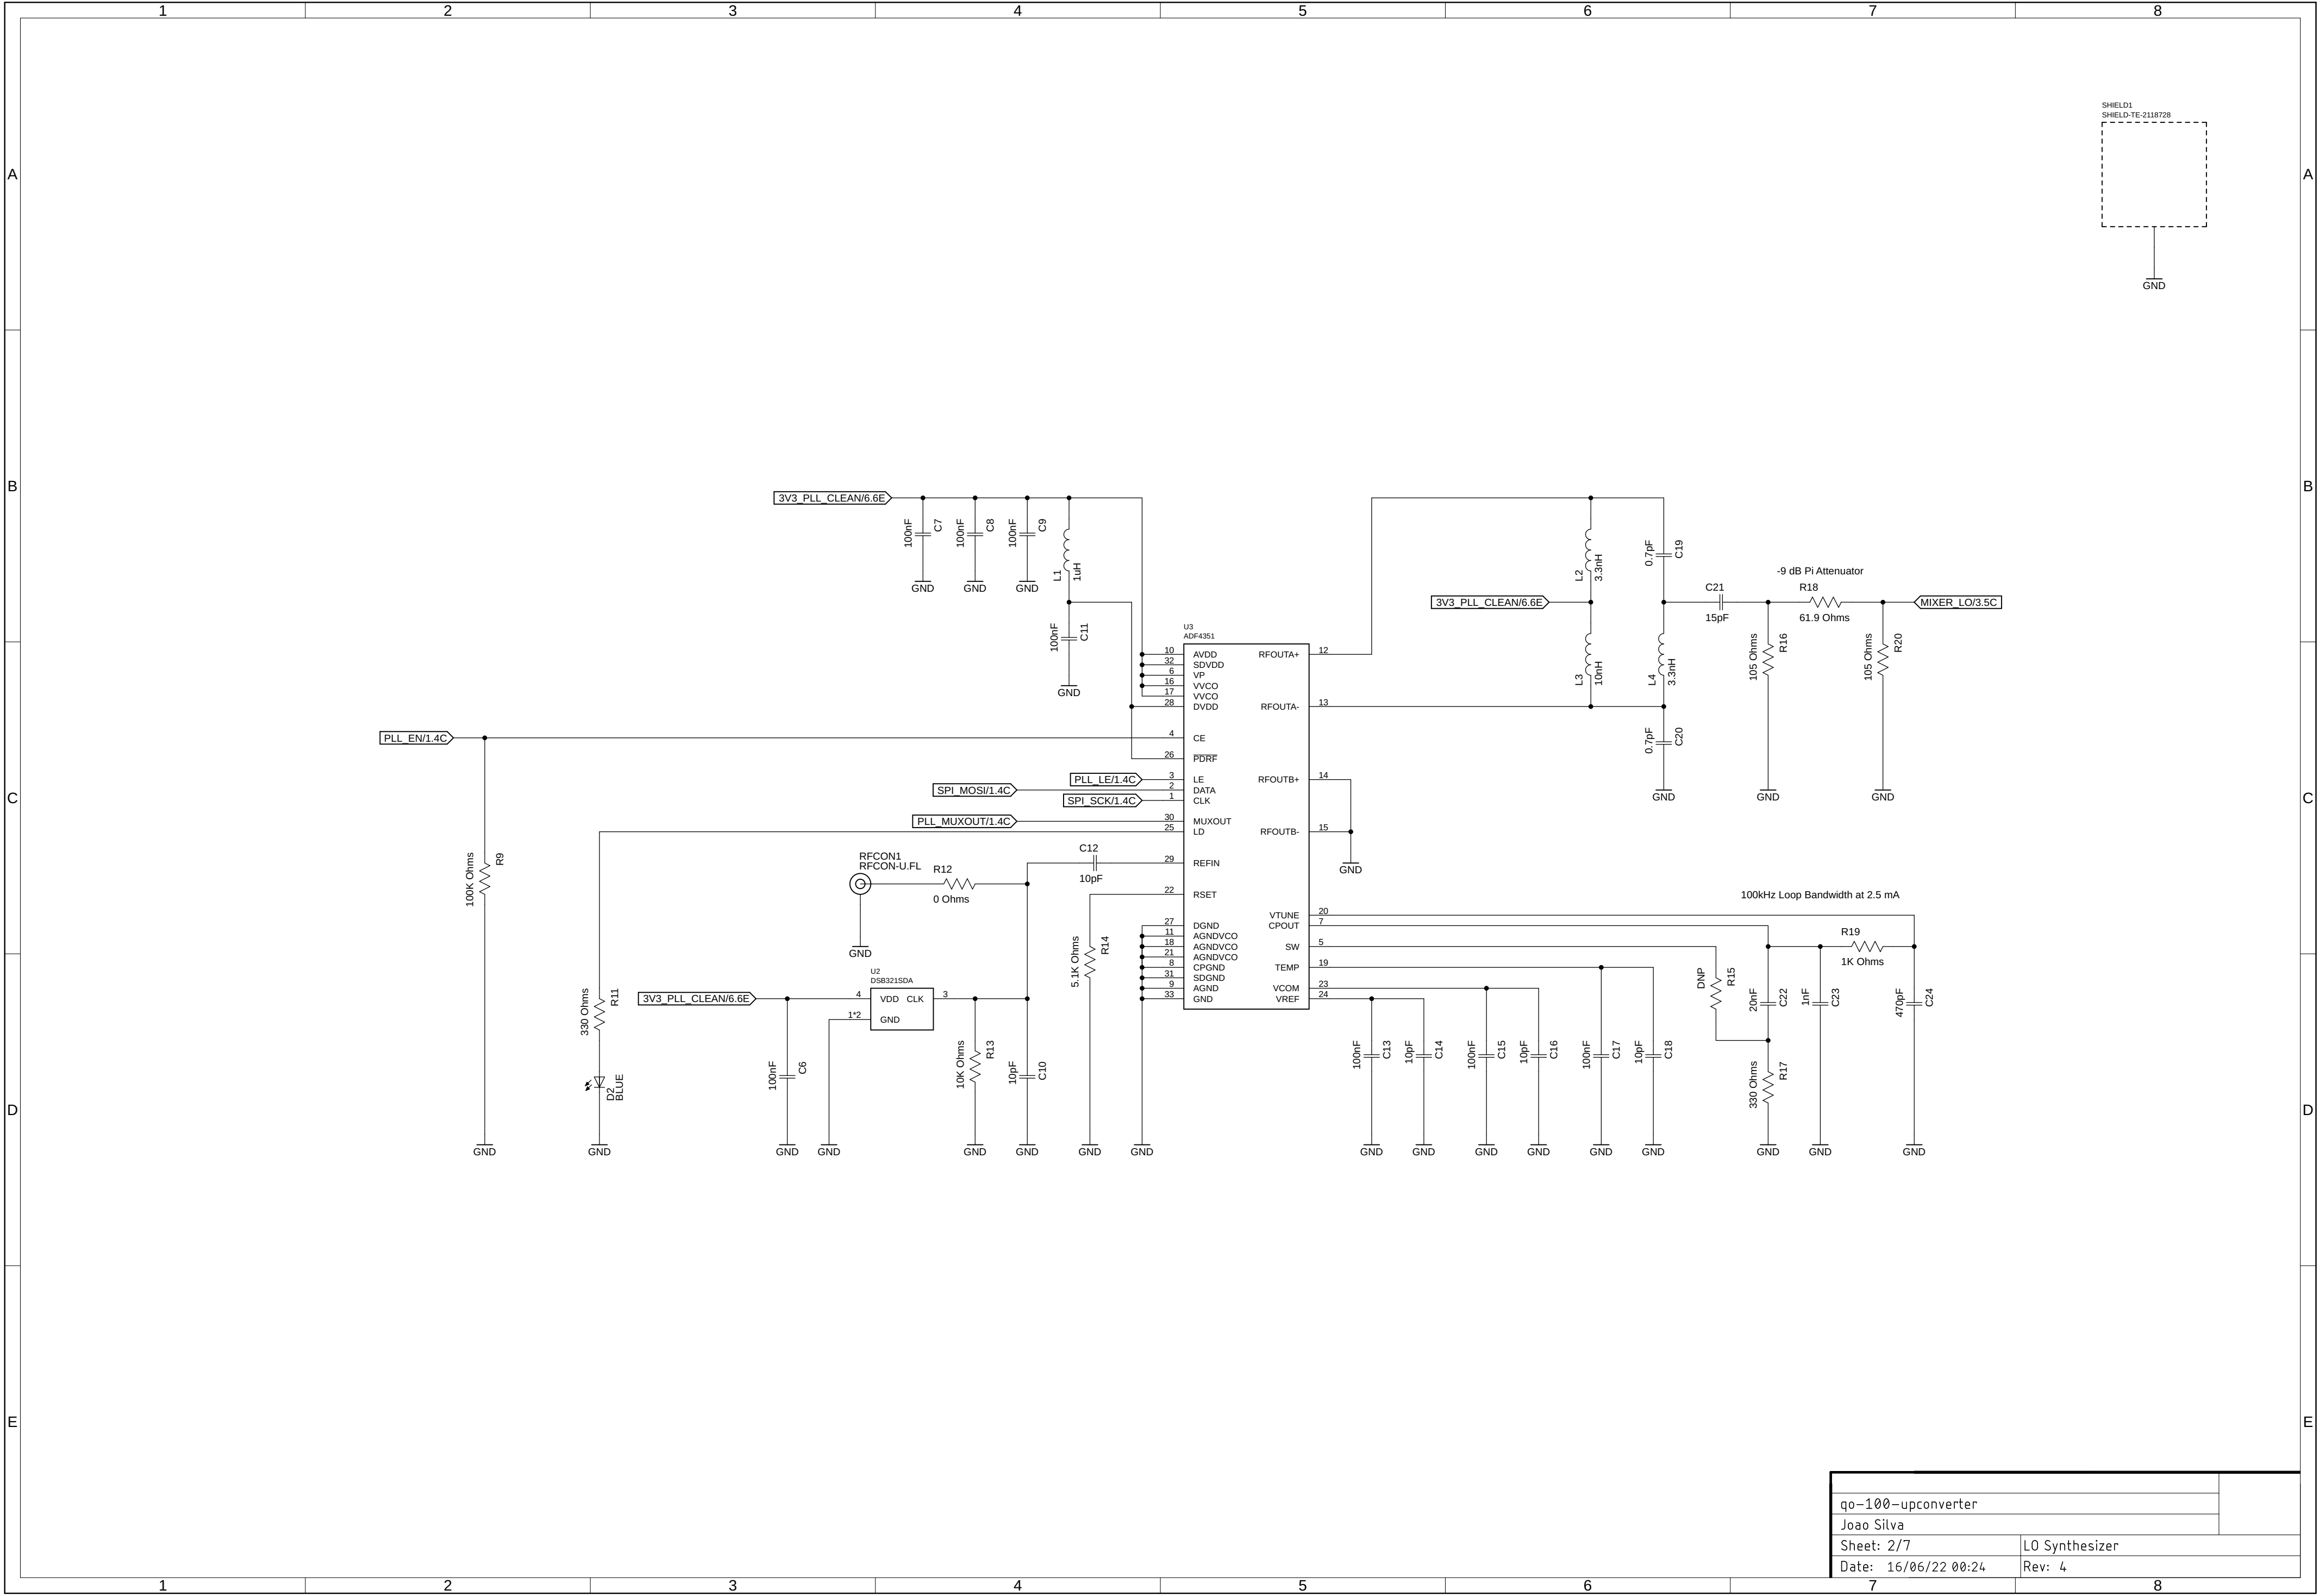 1 2 3 4 5 6 7 8
SHIELD1
SHIELD-TE-2118728
GND
A A
B B
3V3_PLL_CLEAN/6.6E
100nF C7
100nF C8
100nF C9
L1 1uH
GND GND GND
100nF C11
GND
L2 3.3nH
0.7pF C19
3V3_PLL_CLEAN/6.6E
-9 dB Pi Attenuator
C21
15pF
R18
61.9 Ohms
MIXER_LO/3.5C
L3 10nH
L4 3.3nH
105 Ohms R16
105 Ohms R20
0.7pF C20
GND GND GND
U3
ADF4351
10 AVDD
32 SDVDD
6 VP
16 VVCO
17 VVCO
28 DVDD
4 CE
26 PDRF
3 LE
2 DATA
1 CLK
30 MUXOUT
25 LD
29 REFIN
22 RSET
27 DGND
11 AGNDVCO
18 AGNDVCO
21 AGNDVCO
8 CPGND
31 SDGND
9 AGND
33 GND
RFOUTA+ 12
RFOUTA- 13
RFOUTB+ 14
RFOUTB- 15
VTUNE 20
CPOUT 7
SW 5
TEMP 19
VCOM 23
VREF 24
GND
PLL_EN/1.4C
PLL_LE/1.4C
SPI_MOSI/1.4C
SPI_SCK/1.4C
PLL_MUXOUT/1.4C
C C
100K Ohms R9
RFCON1
RFCON-U.FL
R12
0 Ohms
C12
10pF
GND
5.1K Ohms R14
U2
DSB321SDA
4 VDD CLK 3
1*2 GND
3V3_PLL_CLEAN/6.6E
330 Ohms R11
D2
BLUE
100nF C6
10K Ohms R13
10pF C10
GND GND GND GND GND GND GND GND
100kHz Loop Bandwidth at 2.5 mA
R19
1K Ohms
DNP R15
20nF C22
1nF C23
470pF C24
100nF C13
10pF C14
100nF C15
10pF C16
100nF C17
10pF C18
330 Ohms R17
GND GND GND GND GND GND GND GND GND
D D
E E
qo-100-upconverter
Joao Silva
Sheet: 2/7 LO Synthesizer
Date: 16/06/22 00:24 Rev: 4
1 2 3 4 5 6 7 8